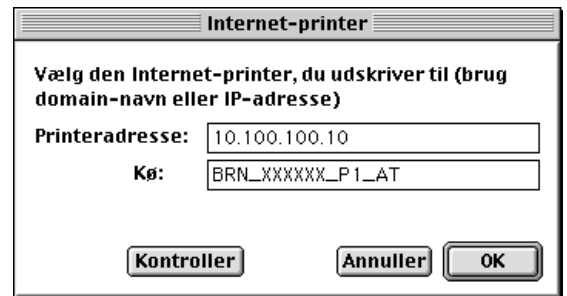 Internet-printer
Vælg den Internet-printer, du udskriver til (brug
domain-navn eller IP-adresse)
Printeradresse: 10.100.100.10
Kø: BRN_XXXXXX_P1_AT
Kontroller Annuller OK